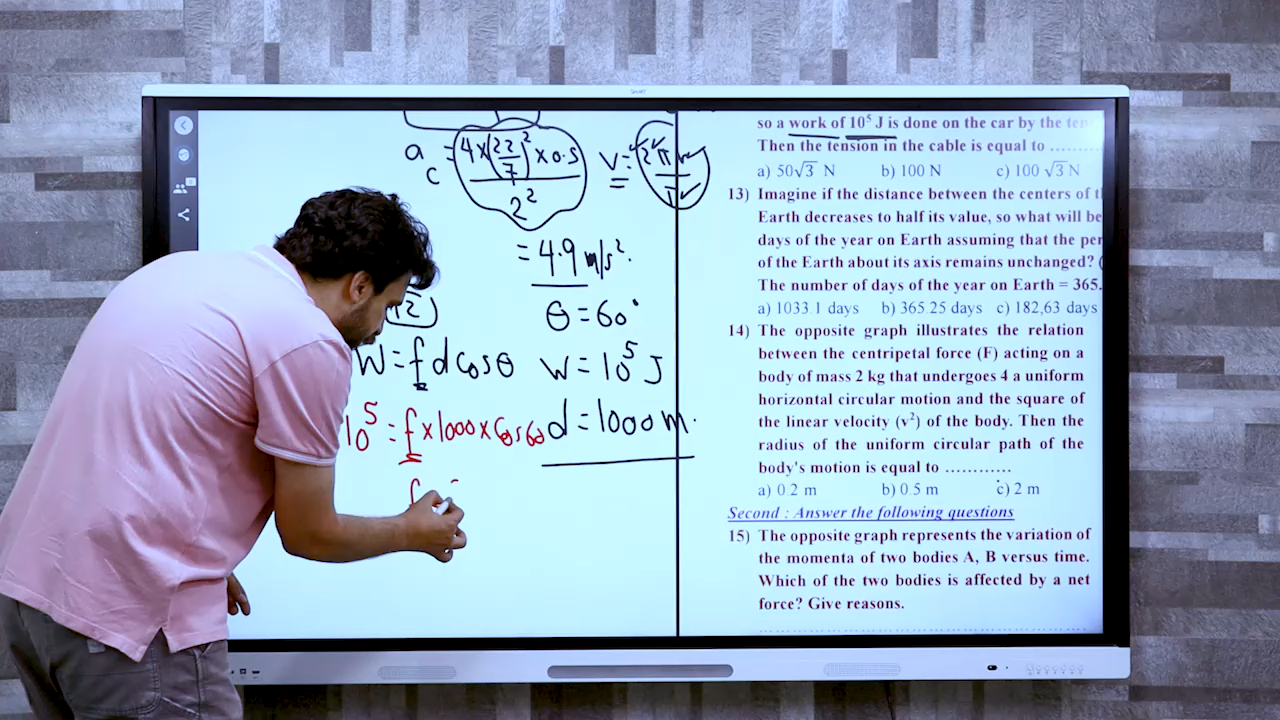 SMART
a_c = 4×(22/7)²×0.5 / 2²
V = 2π / T
= 4.9 m/s².
θ = 60°
12
W = f d cos θ
W = 10⁵ J
10⁵ = f × 1000 × cos 60
d = 1000 m.
f
so a work of 10⁵ J is done on the car by the
Then the tension in the cable is equal to ..........
a) 50√3 N b) 100 N c) 100 √3 N
13) Imagine if the distance between the centers of
Earth decreases to half its value, so what will be
days of the year on Earth assuming that the
of the Earth about its axis remains unchanged? (
The number of days of the year on Earth = 365.
a) 1033.1 days b) 365.25 days c) 182,63 days
14) The opposite graph illustrates the relation
between the centripetal force (F) acting on a
body of mass 2 kg that undergoes 4 a uniform
horizontal circular motion and the square of
the linear velocity (v²) of the body. Then the
radius of the uniform circular path of the
body's motion is equal to ............
a) 0.2 m b) 0.5 m c) 2 m
Second : Answer the following questions
15) The opposite graph represents the variation of
the momenta of two bodies A, B versus time.
Which of the two bodies is affected by a net
force? Give reasons.